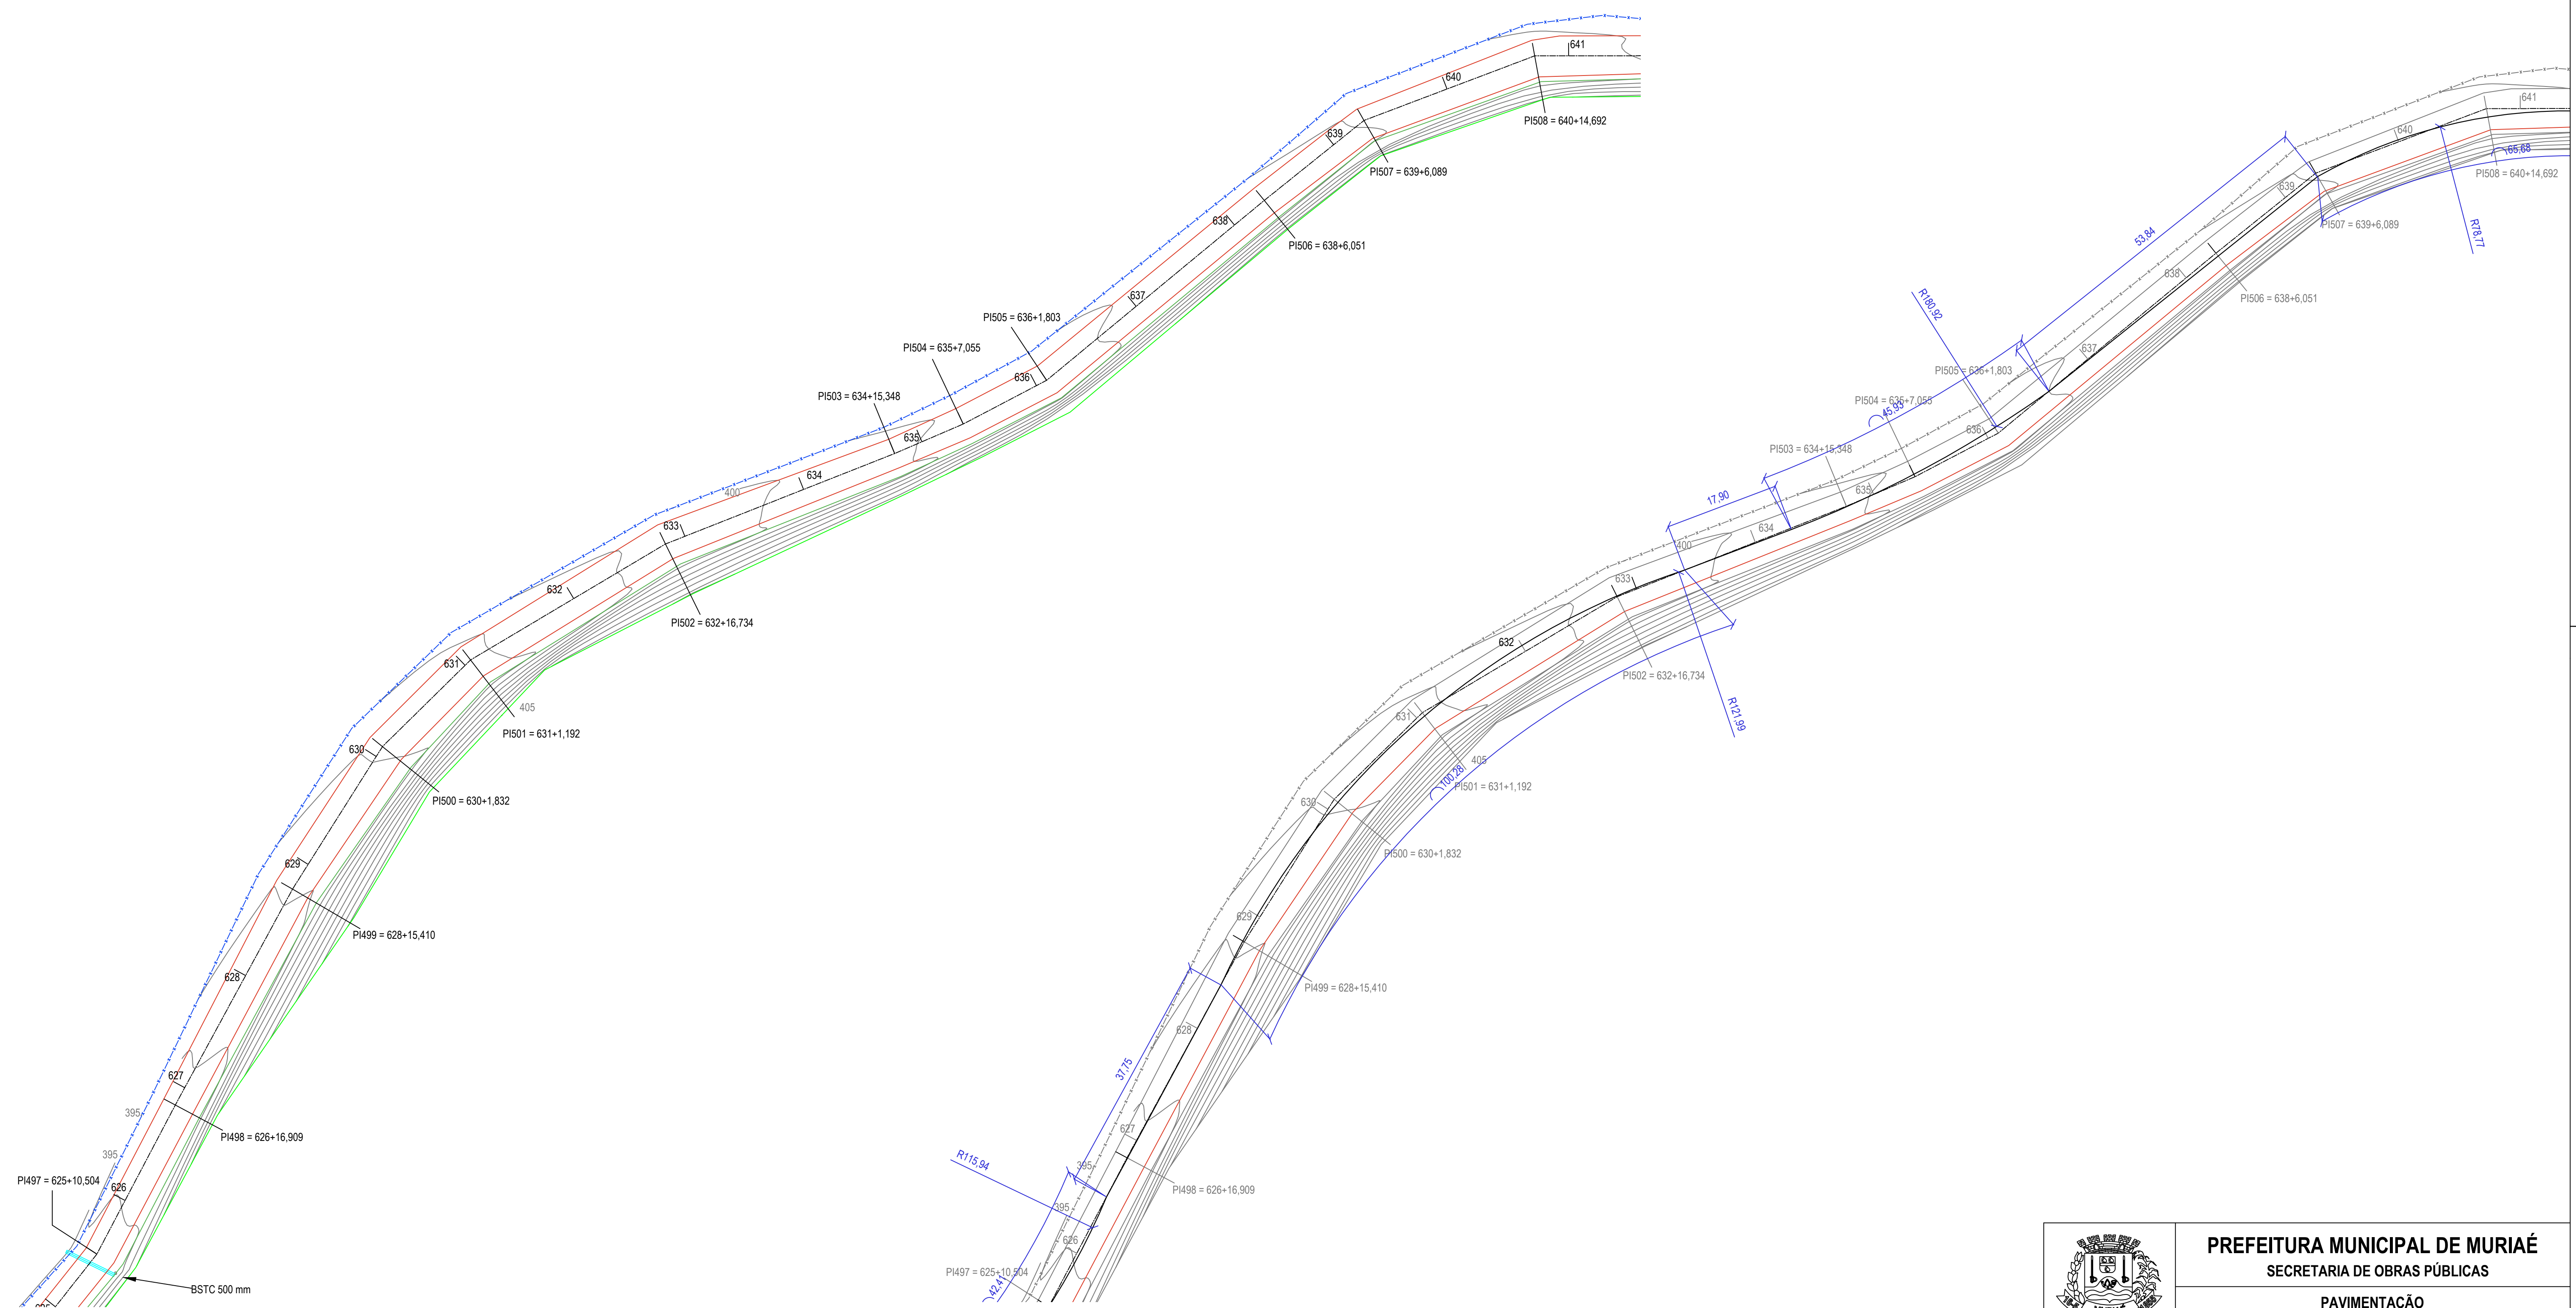 641
640
PI508 = 640+14,692
639
PI507 = 639+6,089
638
PI506 = 638+6,051
637
PI505 = 636+1,803
PI504 = 635+7,055
636
PI503 = 634+15,348
635
634
400
633
632
PI502 = 632+16,734
631
405
PI501 = 631+1,192
630
PI500 = 630+1,832
629
PI499 = 628+15,410
628
627
395
PI498 = 626+16,909
395
PI497 = 625+10,504
626
BSTC 500 mm
641
640
65,68
PI508 = 640+14,692
639
PI507 = 639+6,089
R78,77
53,84
638
PI506 = 638+6,051
R180,92
637
PI505 = 636+1,803
PI504 = 635+7,055
45,93
636
PI503 = 634+15,348
635
17,90
634
400
633
632
PI502 = 632+16,734
R121,99
631
405
100,28
PI501 = 631+1,192
630
PI500 = 630+1,832
629
PI499 = 628+15,410
628
37,75
627
395
PI498 = 626+16,909
R115,94
395
626
PI497 = 625+10,504
42,41
PREFEITURA MUNICIPAL DE MURIAÉ
SECRETARIA DE OBRAS PÚBLICAS
PAVIMENTAÇÃO